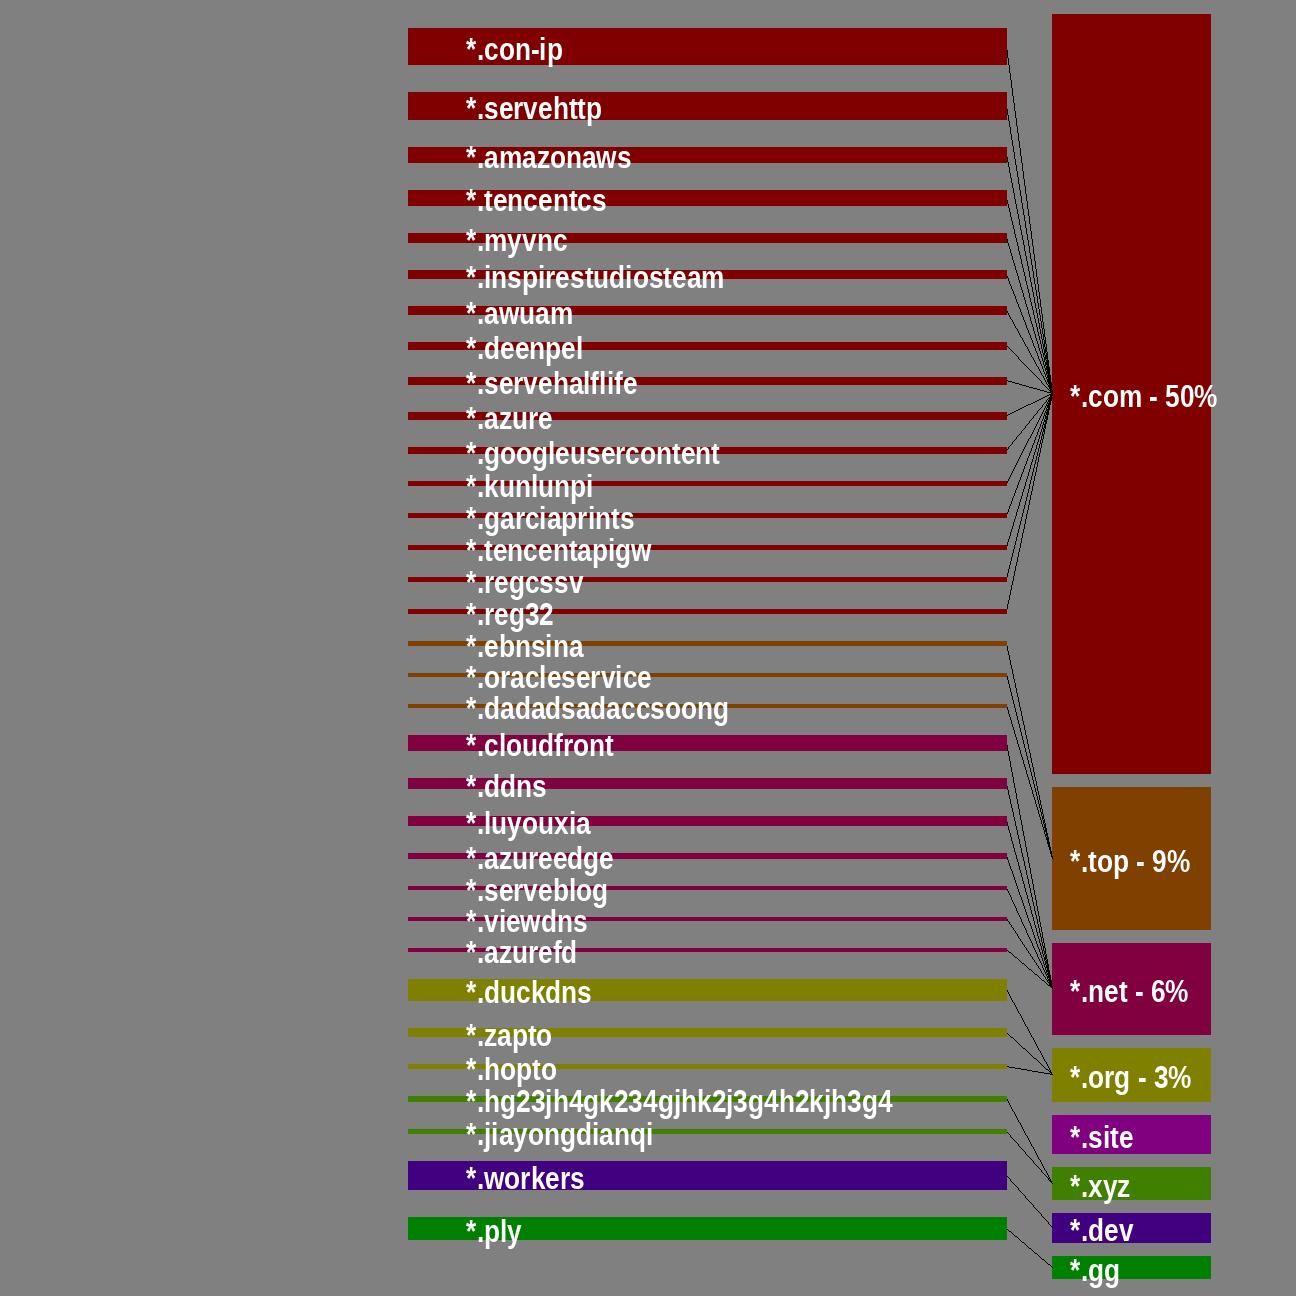 *.con-ip
*.servehttp
*.amazonaws
*.tencentcs
*.myvnc
*.inspirestudiosteam
*.awuam
*.deenpel
*.servehalflife
*.azure
*.googleusercontent
*.kunlunpi
*.garciaprints
*.tencentapigw
*.regcssv
*.reg32
*.ebnsina
*.oracleservice
*.dadadsadaccsoong
*.cloudfront
*.ddns
*.luyouxia
*.azureedge
*.serveblog
*.viewdns
*.azurefd
*.duckdns
*.zapto
*.hopto
*.hg23jh4gk234gjhk2j3g4h2kjh3g4
*.jiayongdianqi
*.workers
*.ply
*.com - 50%
*.top - 9%
*.net - 6%
*.org - 3%
*.site
*.xyz
*.dev
*.gg